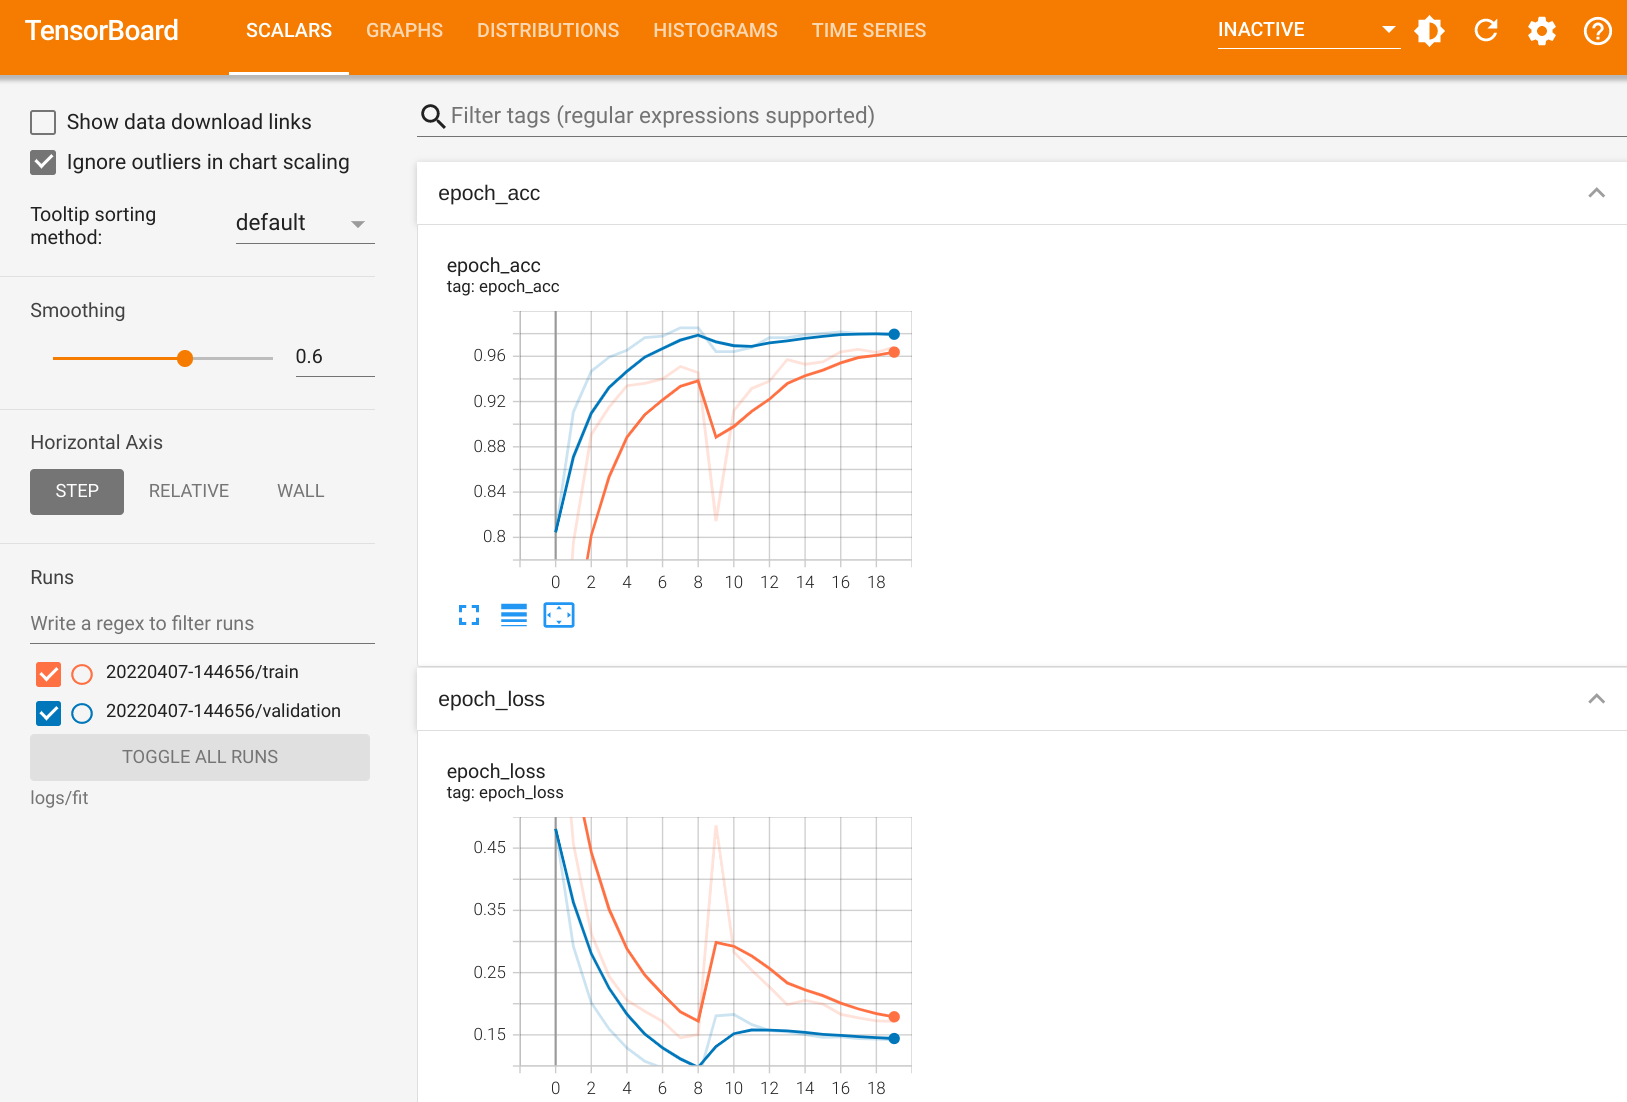 TensorBoard
SCALARS GRAPHS DISTRIBUTIONS HISTOGRAMS TIME SERIES
INACTIVE
Show data download links
Ignore outliers in chart scaling
Tooltip sorting
method:
default
Smoothing
0.6
Horizontal Axis
STEP RELATIVE WALL
Runs
Write a regex to filter runs
20220407-144656/train
20220407-144656/validation
TOGGLE ALL RUNS
logs/fit
Filter tags (regular expressions supported)
epoch_acc
epoch_acc
tag: epoch_acc
0.96
0.92
0.88
0.84
0.8
0 2 4 6 8 10 12 14 16 18
epoch_loss
epoch_loss
tag: epoch_loss
0.45
0.35
0.25
0.15
0 2 4 6 8 10 12 14 16 18